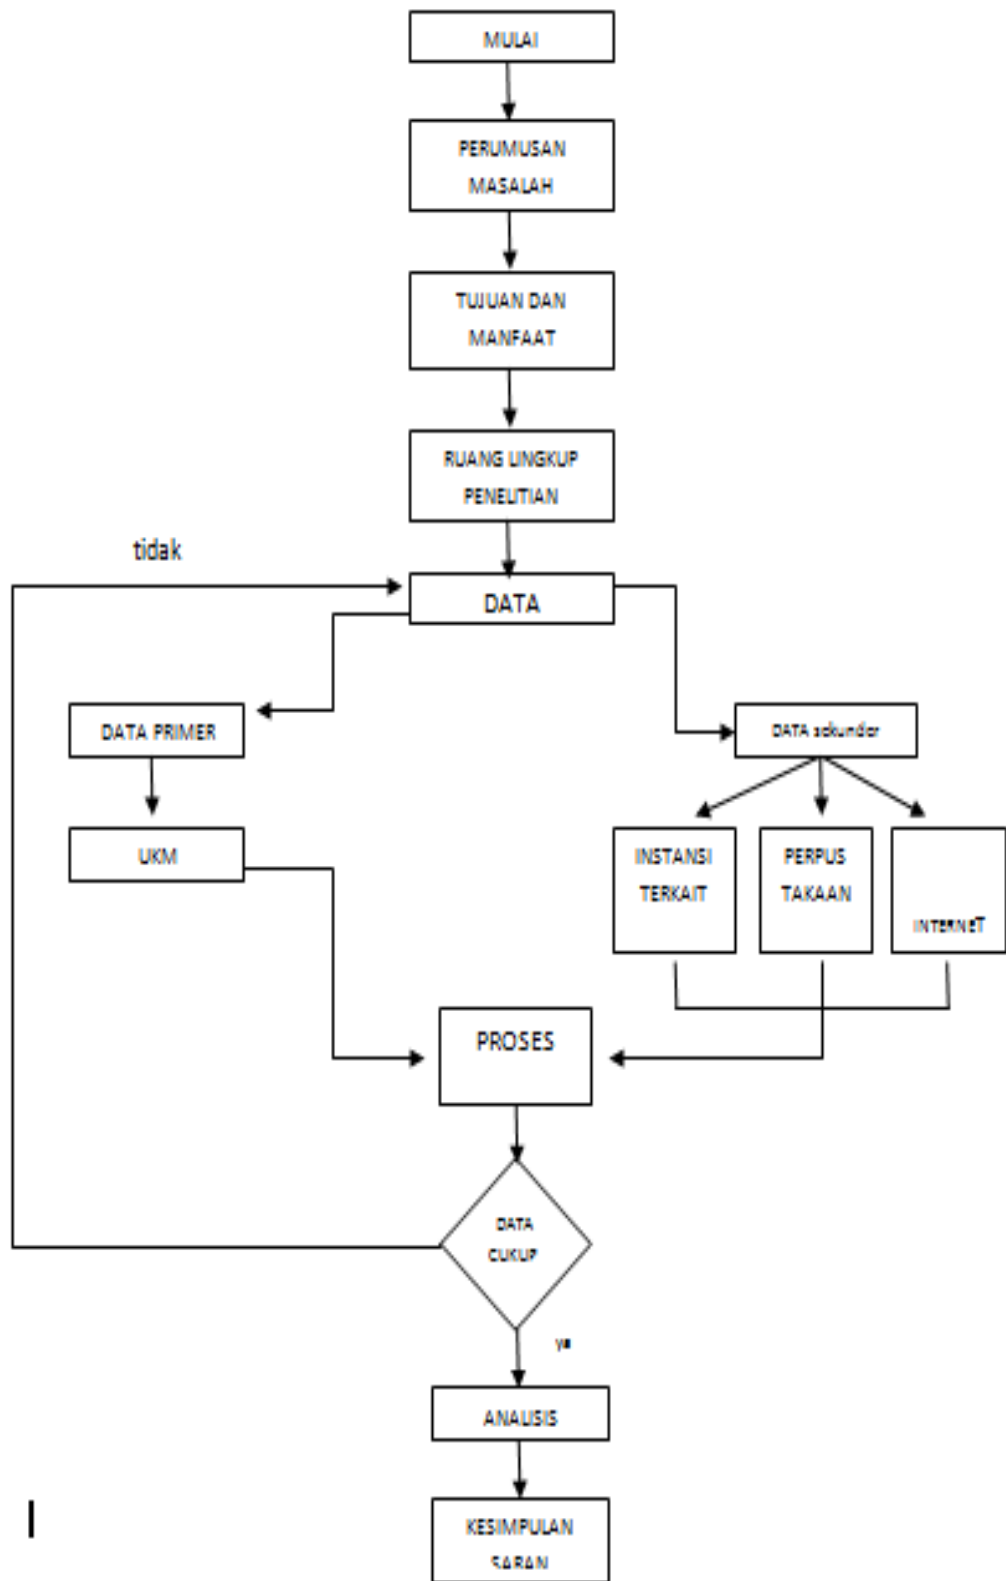 MULAI
PERUMUSAN
MASALAH
TUJUAN DAN
MANFAAT
RUANG LINGKUP
PENELITIAN
tidak
DATA
DATA PRIMER
DATA sekunder
UKM
INSTANSI
TERKAIT
PERPUS
TAKAAN
INTERNET
PROSES
DATA
CUKUP
ya
ANALISIS
KESIMPULAN
SARAN